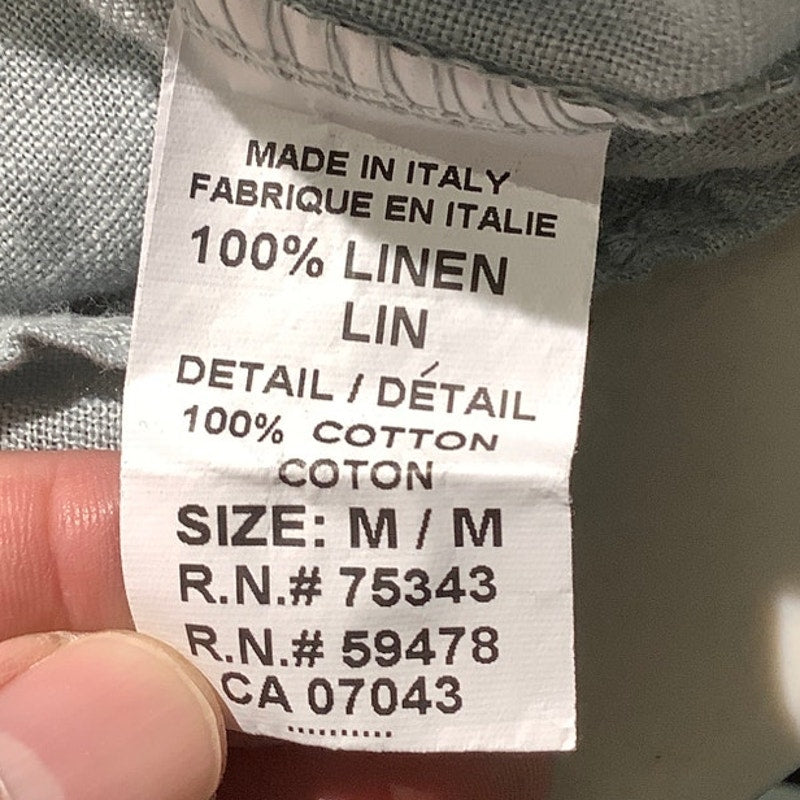 MADE IN ITALY
FABRIQUE EN ITALIE
100% LINEN
LIN
DETAIL / DÉTAIL
100% COTTON
COTON
SIZE: M / M
R.N.# 75343
R.N.# 59478
CA 07043